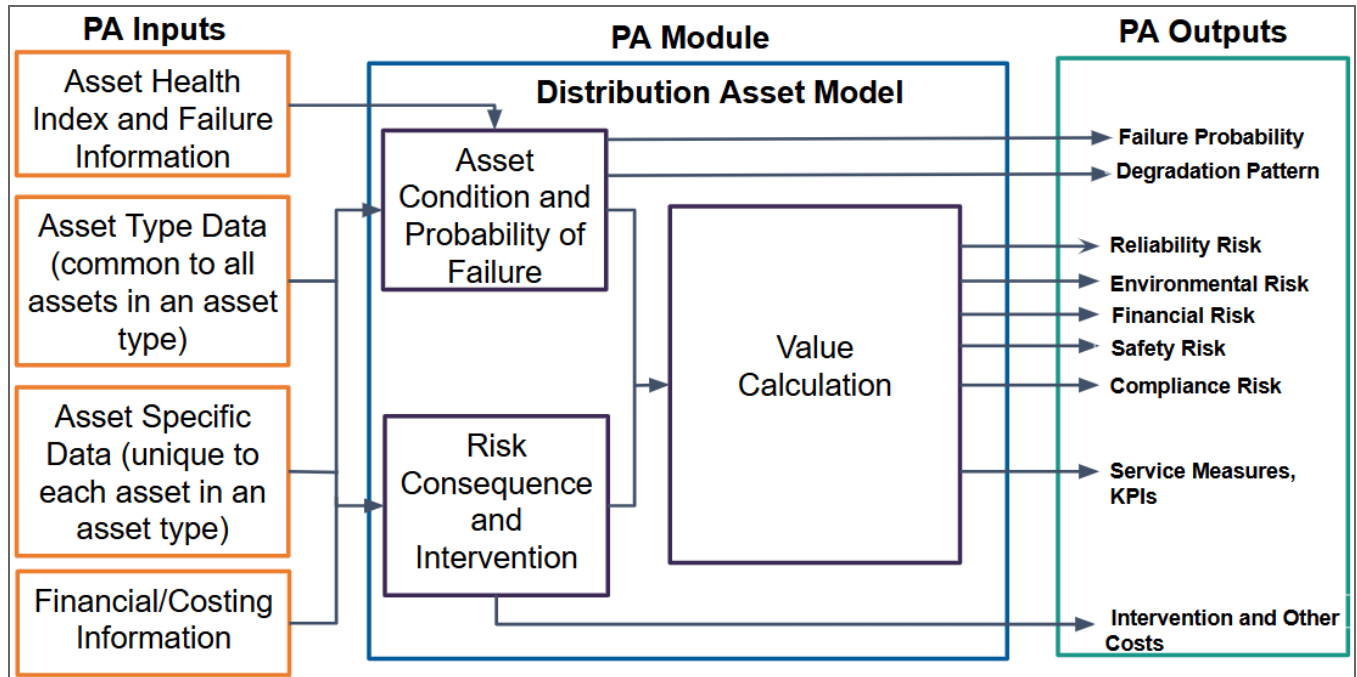 PA Inputs
Asset Health
Index and Failure
Information
Asset Type Data
(common to all
assets in an asset
type)
Asset Specific
Data (unique to
each asset in an
asset type)
Financial/Costing
Information
PA Module
Distribution Asset Model
Asset
Condition and
Probability of
Failure
Risk
Consequence
and
Intervention
Value
Calculation
PA Outputs
Failure Probability
Degradation Pattern
Reliability Risk
Environmental Risk
Financial Risk
Safety Risk
Compliance Risk
Service Measures,
KPIs
Intervention and Other
Costs